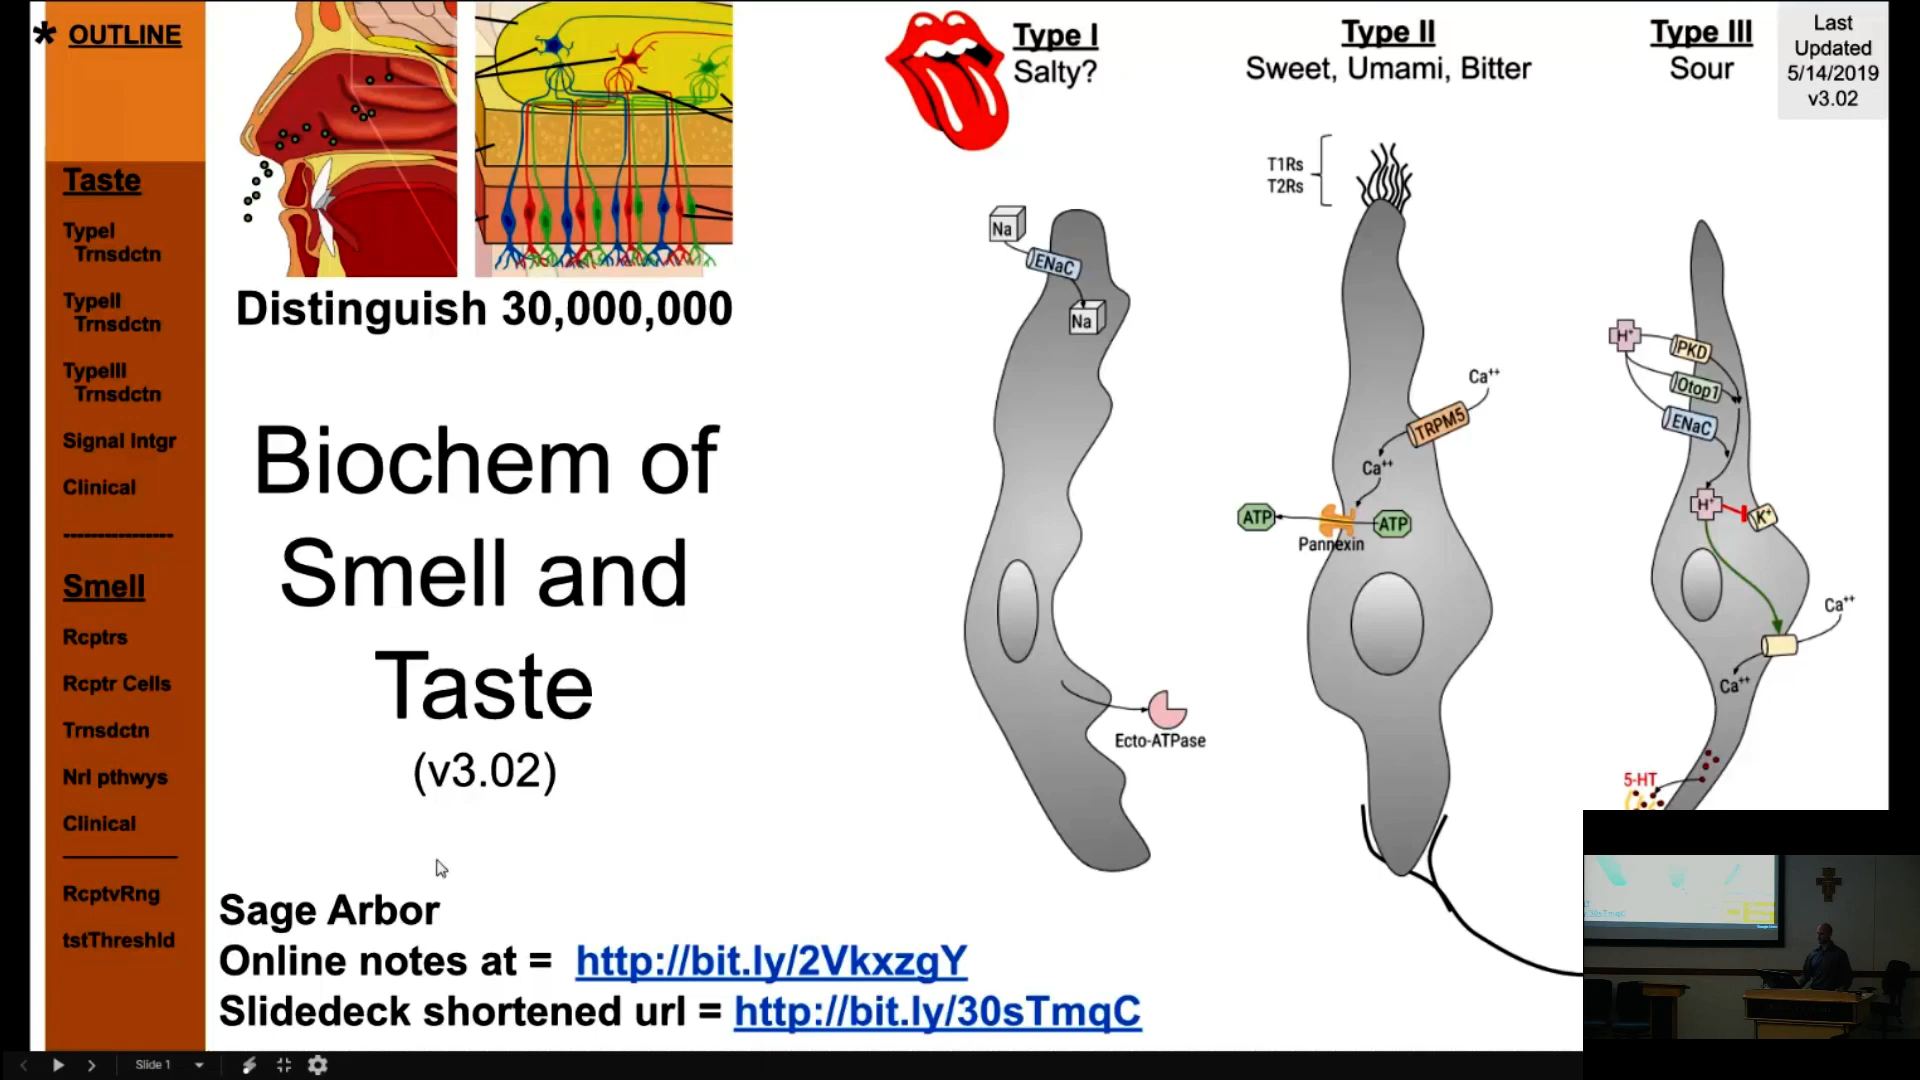 * OUTLINE
Taste
TypeI
Trnsdctn
TypeII
Trnsdctn
TypeIII
Trnsdctn
Signal Intgr
Clinical
----------------
Smell
Rcptrs
Rcptr Cells
Trnsdctn
Nrl pthwys
Clinical
RcptvRng
tstThreshld
Distinguish 30,000,000
Biochem of
Smell and
Taste
(v3.02)
Sage Arbor
Online notes at = http://bit.ly/2VkxzgY
Slidedeck shortened url = http://bit.ly/30sTmqC
Type I
Salty?
Na
ENaC
Na
Ecto-ATPase
Type II
Sweet, Umami, Bitter
T1Rs
T2Rs
Ca++
TRPM5
Ca++
ATP
ATP
Pannexin
Type III
Sour
H+
PKD
Otop1
ENaC
H+
K+
Ca++
Ca++
5-HT
Last
Updated
5/14/2019
v3.02
Slide 1